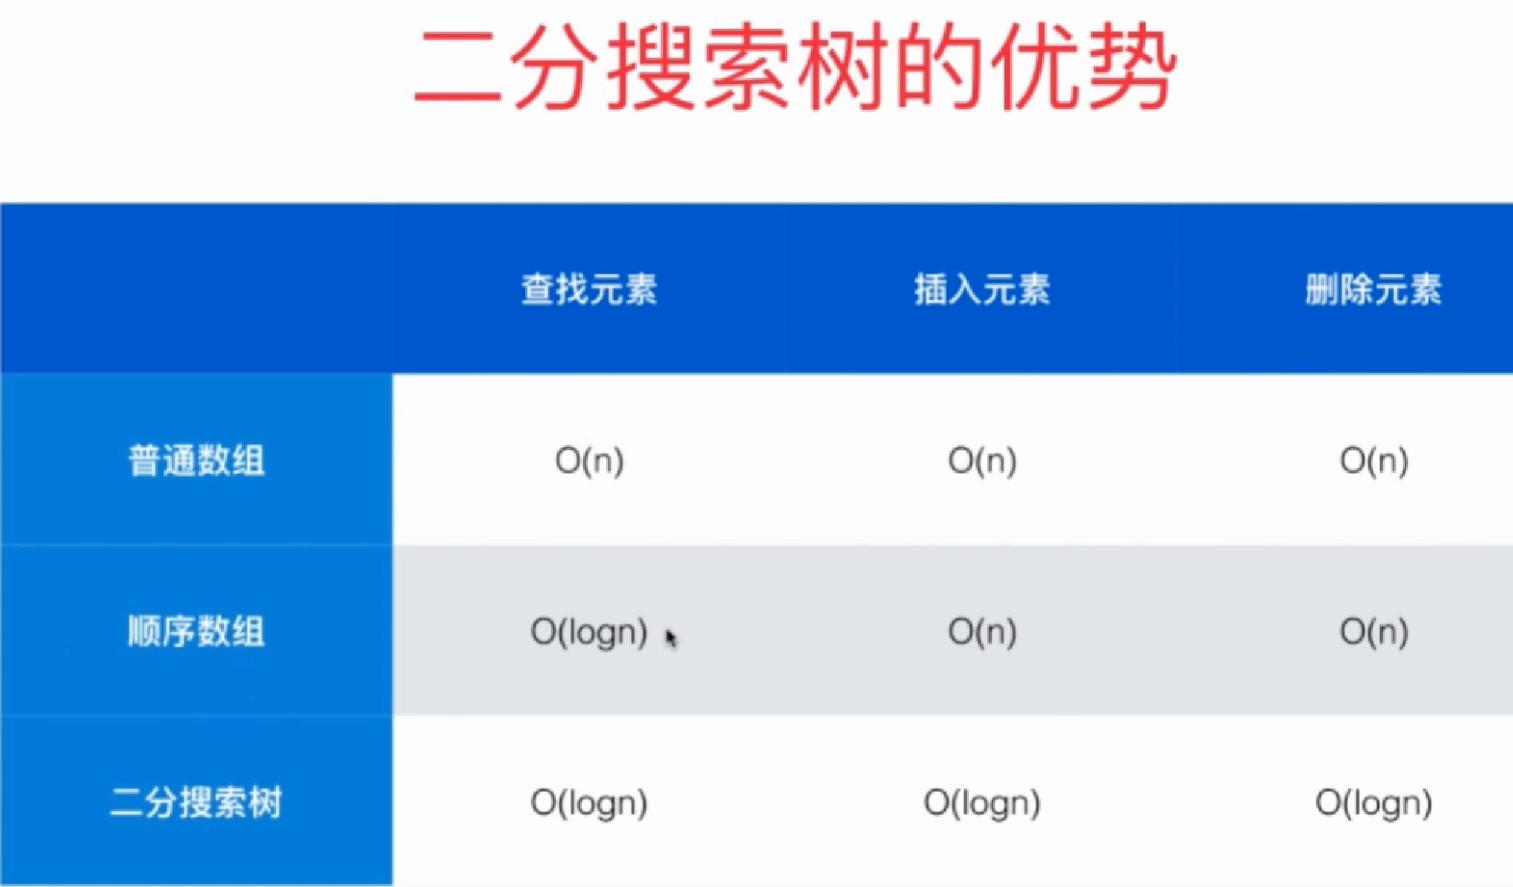 二分搜索树的优势
查找元素 插入元素 删除元素
普通数组 O(n) O(n) O(n)
顺序数组 O(logn) O(n) O(n)
二分搜索树 O(logn) O(logn) O(logn)